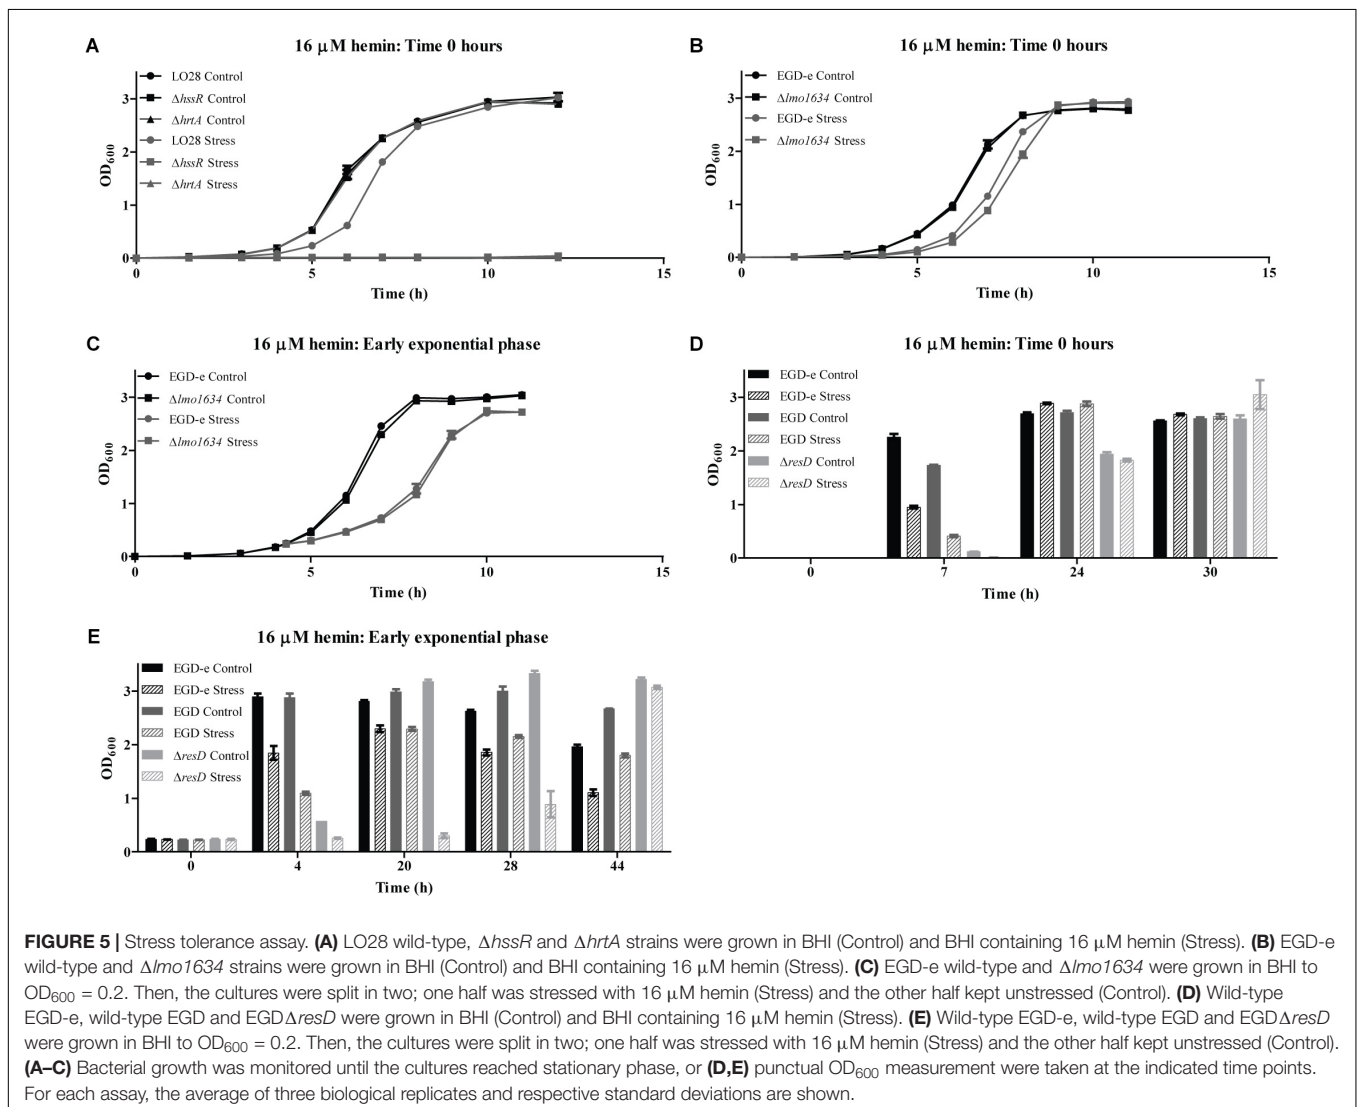 A
16 μM hemin: Time 0 hours
LO28 Control
ΔhssR Control
ΔhrtA Control
LO28 Stress
ΔhssR Stress
ΔhrtA Stress
OD600
3
2
1
0
0 5 10 15
Time (h)
B
16 μM hemin: Time 0 hours
EGD-e Control
Δlmo1634 Control
EGD-e Stress
Δlmo1634 Stress
OD600
3
2
1
0
0 5 10 15
Time (h)
C
16 μM hemin: Early exponential phase
EGD-e Control
Δlmo1634 Control
EGD-e Stress
Δlmo1634 Stress
OD600
3
2
1
0
0 5 10 15
Time (h)
D
16 μM hemin: Time 0 hours
EGD-e Control
EGD-e Stress
EGD Control
EGD Stress
ΔresD Control
ΔresD Stress
OD600
3
2
1
0
0 7 24 30
Time (h)
E
16 μM hemin: Early exponential phase
EGD-e Control
EGD-e Stress
EGD Control
EGD Stress
ΔresD Control
ΔresD Stress
OD600
3
2
1
0
0 4 20 28 44
Time (h)
FIGURE 5 | Stress tolerance assay. (A) LO28 wild-type, ΔhssR and ΔhrtA strains were grown in BHI (Control) and BHI containing 16 μM hemin (Stress). (B) EGD-e
wild-type and Δlmo1634 strains were grown in BHI (Control) and BHI containing 16 μM hemin (Stress). (C) EGD-e wild-type and Δlmo1634 were grown in BHI to
OD600 = 0.2. Then, the cultures were split in two; one half was stressed with 16 μM hemin (Stress) and the other half kept unstressed (Control). (D) Wild-type
EGD-e, wild-type EGD and EGDΔresD were grown in BHI (Control) and BHI containing 16 μM hemin (Stress). (E) Wild-type EGD-e, wild-type EGD and EGDΔresD
were grown in BHI to OD600 = 0.2. Then, the cultures were split in two; one half was stressed with 16 μM hemin (Stress) and the other half kept unstressed (Control).
(A–C) Bacterial growth was monitored until the cultures reached stationary phase, or (D,E) punctual OD600 measurement were taken at the indicated time points.
For each assay, the average of three biological replicates and respective standard deviations are shown.